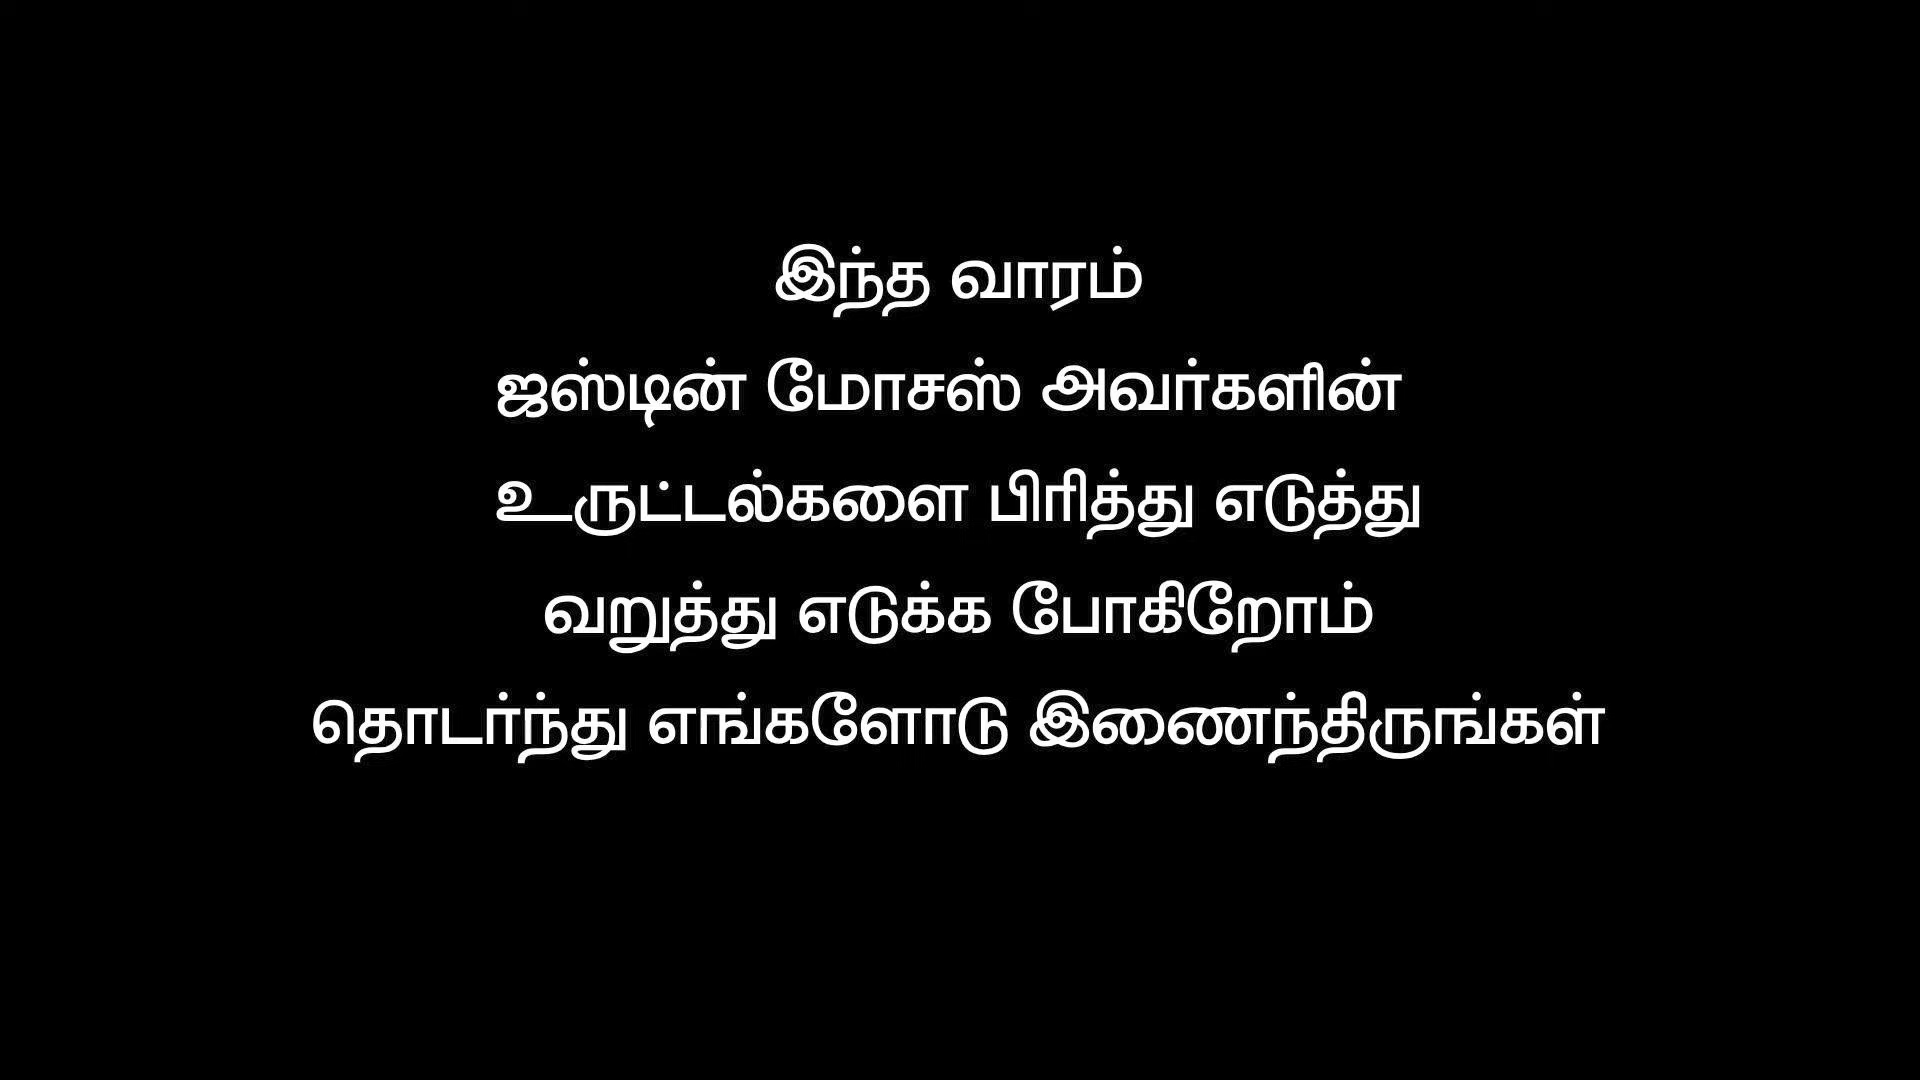 இந்த வாரம்
ஜஸ்டின் மோசஸ் அவர்களின்
உருட்டல்களை பிரித்து எடுத்து
வறுத்து எடுக்க போகிறோம்
தொடர்ந்து எங்களோடு இணைந்திருங்கள்